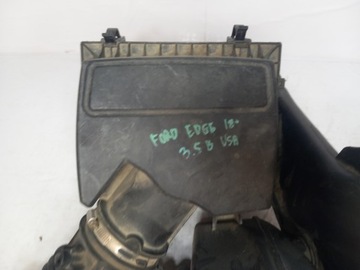 FORD EDGE 18-
3.5 B USA